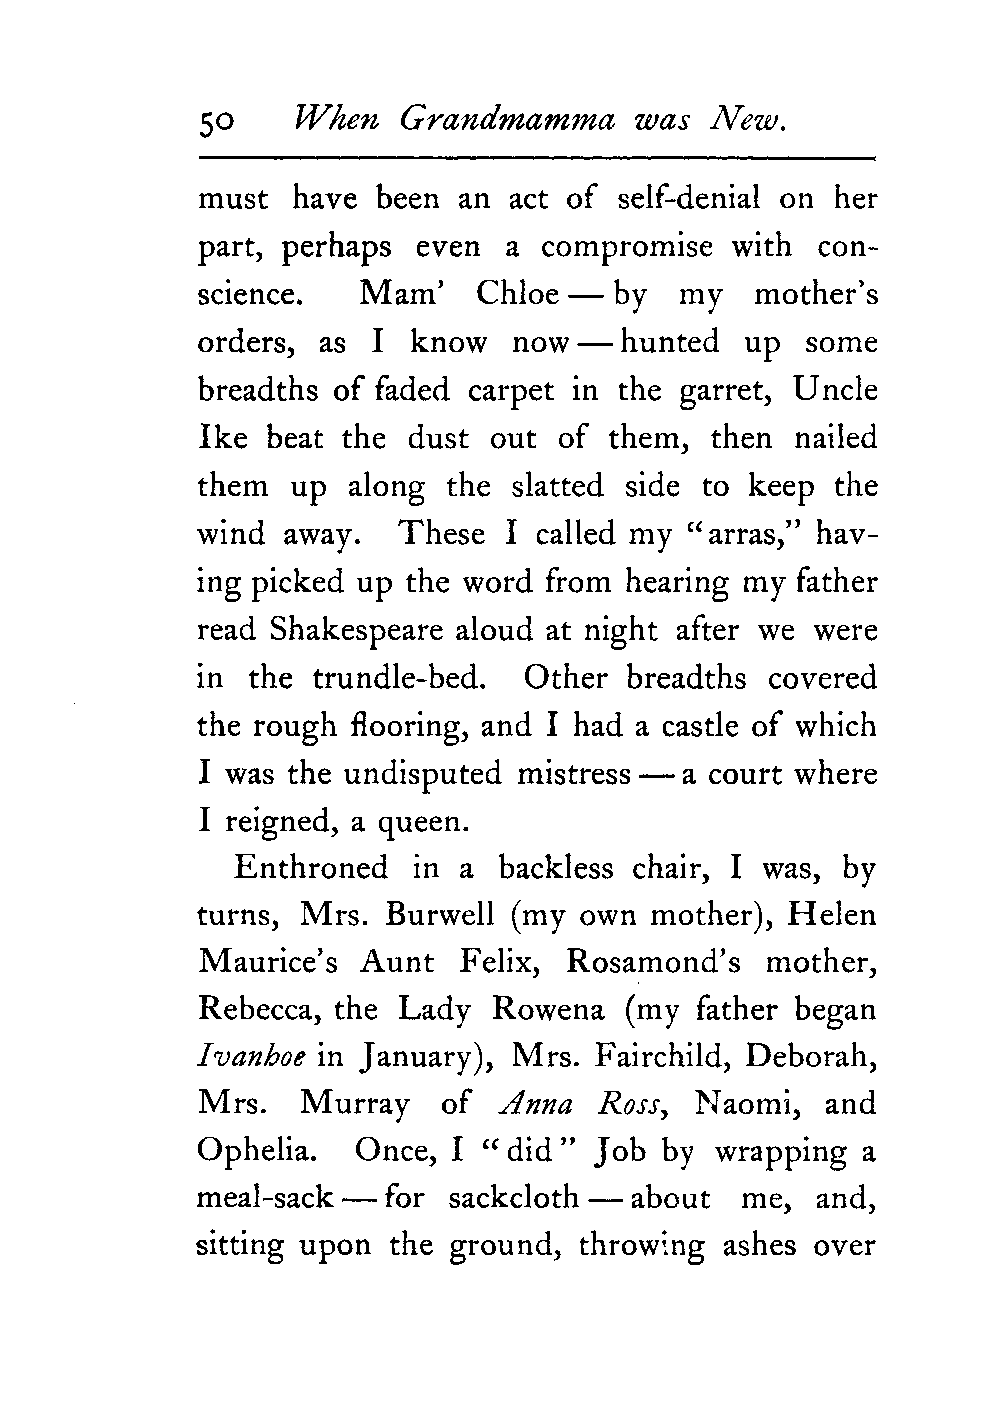 50 When Grandmamma was New.
must have been an act of self-denial on her
part, perhaps even a compromise with con-
science. Mam' Chloe — by my mother's
orders, as I know now — hunted up some
breadths of faded carpet in the garret, Uncle
Ike beat the dust out of them, then nailed
them up along the slatted side to keep the
wind away. These I called my "arras," hav-
ing picked up the word from hearing my father
read Shakespeare aloud at night after we were
in the trundle-bed. Other breadths covered
the rough flooring, and I had a castle of which
I was the undisputed mistress — a court where
I reigned, a queen.
Enthroned in a backless chair, I was, by
turns, Mrs. Burwell (my own mother), Helen
Maurice's Aunt Felix, Rosamond's mother,
Rebecca, the Lady Rowena (my father began
Ivanhoe in January), Mrs. Fairchild, Deborah,
Mrs. Murray of Anna Ross, Naomi, and
Ophelia. Once, I "did" Job by wrapping a
meal-sack — for sackcloth — about me, and,
sitting upon the ground, throwing ashes over